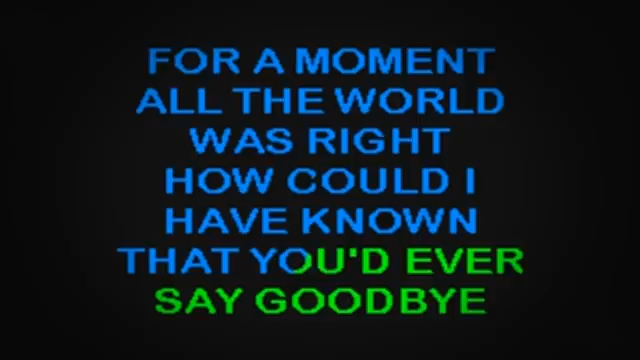 FOR A MOMENT
ALL THE WORLD
WAS RIGHT
HOW COULD I
HAVE KNOWN
THAT YOU'D EVER
SAY GOODBYE